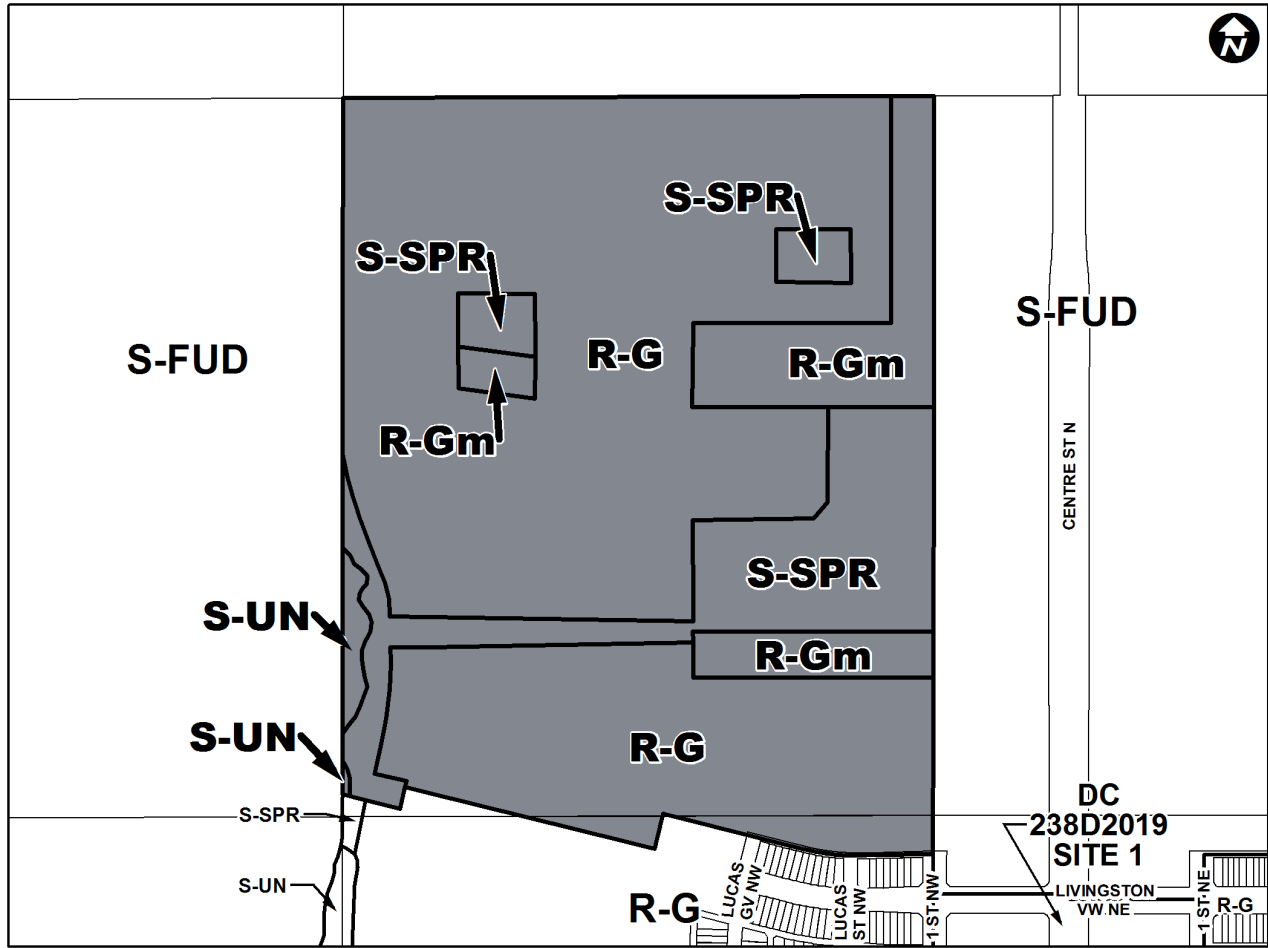 N
S-SPR
S-SPR
S-FUD
S-FUD
R-G
R-Gm
R-Gm
CENTRE ST N
S-SPR
S-UN
R-Gm
S-UN
R-G
DC
238D2019
SITE 1
S-SPR
S-UN
R-G
LUCAS
GV NW
LUCAS
ST NW
1 ST NW
LIVINGSTON
VW NE
1 ST NE
R-G